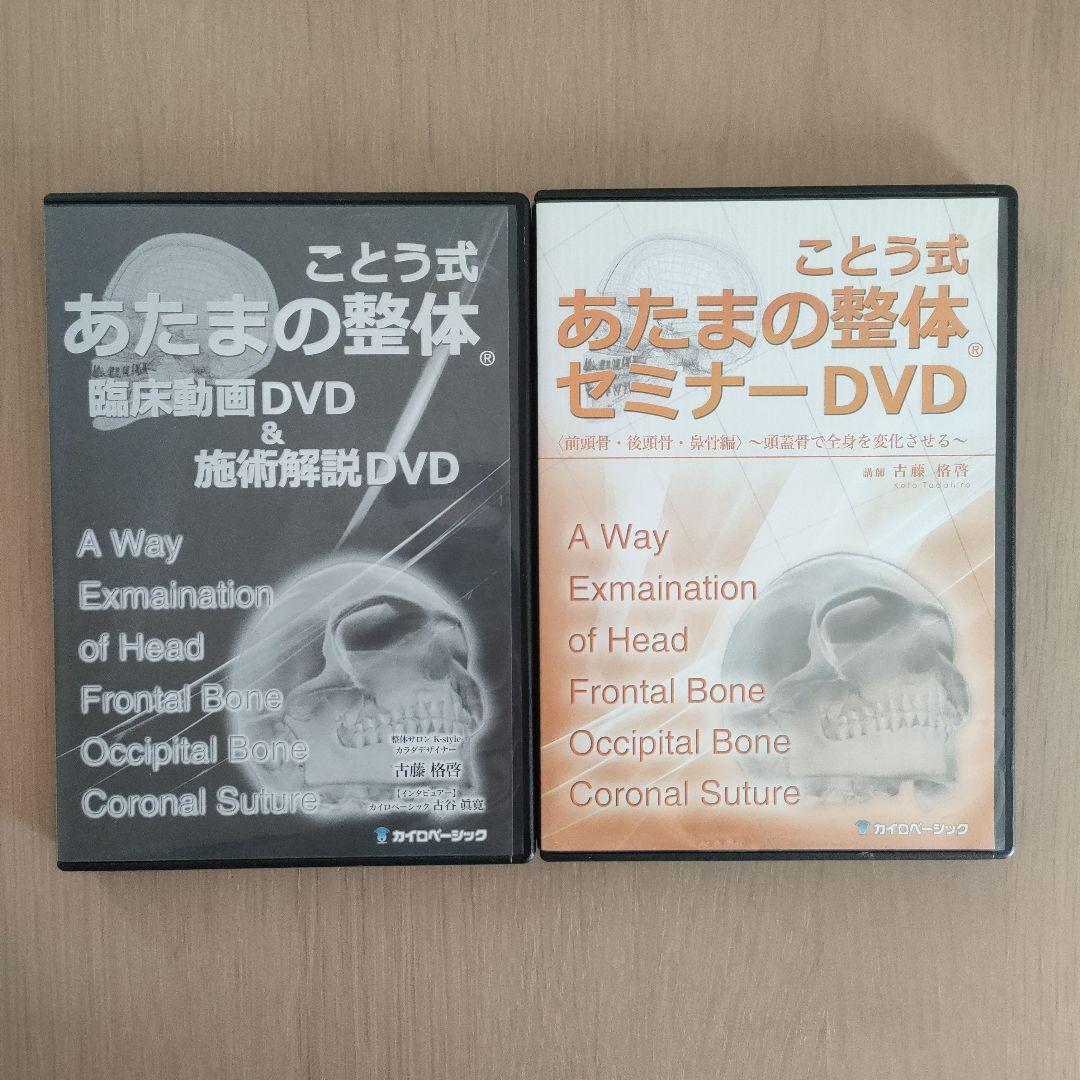 ことう式
あたまの整体®
臨床動画DVD
&
施術解説DVD
A Way
Exmaination
of Head
Frontal Bone
Occipital Bone
Coronal Suture
整体サロン K-style
カラダデザイナー
古藤 格啓
【インタビュアー】
カイロベーシック 古谷 眞寛
カイロベーシック
ことう式
あたまの整体®
セミナーDVD
〈前頭骨・後頭骨・鼻骨編〉～頭蓋骨で全身を変化させる～
講師 古藤 格啓
Koto Tadahiro
A Way
Exmaination
of Head
Frontal Bone
Occipital Bone
Coronal Suture
カイロベーシック